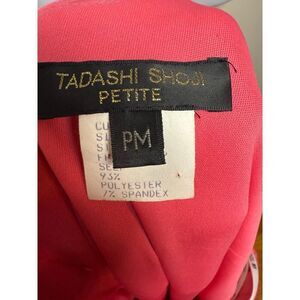 TADASHI SHOJI
PETITE
PM
93%
POLYESTER
7% SPANDEX